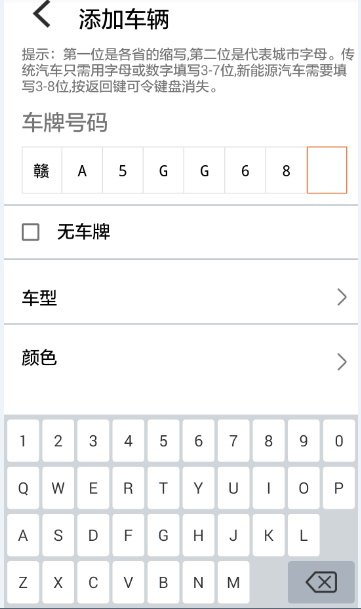 添加车辆
提示：第一位是各省的缩写,第二位是代表城市字母。传
统汽车只需用字母或数字填写3-7位,新能源汽车需要填
写3-8位,按返回键可令键盘消失。
车牌号码
赣 A 5 G G 6 8
无车牌
车型
颜色
1 2 3 4 5 6 7 8 9 0
Q W E R T Y U I O P
A S D F G H J K L
Z X C V B N M